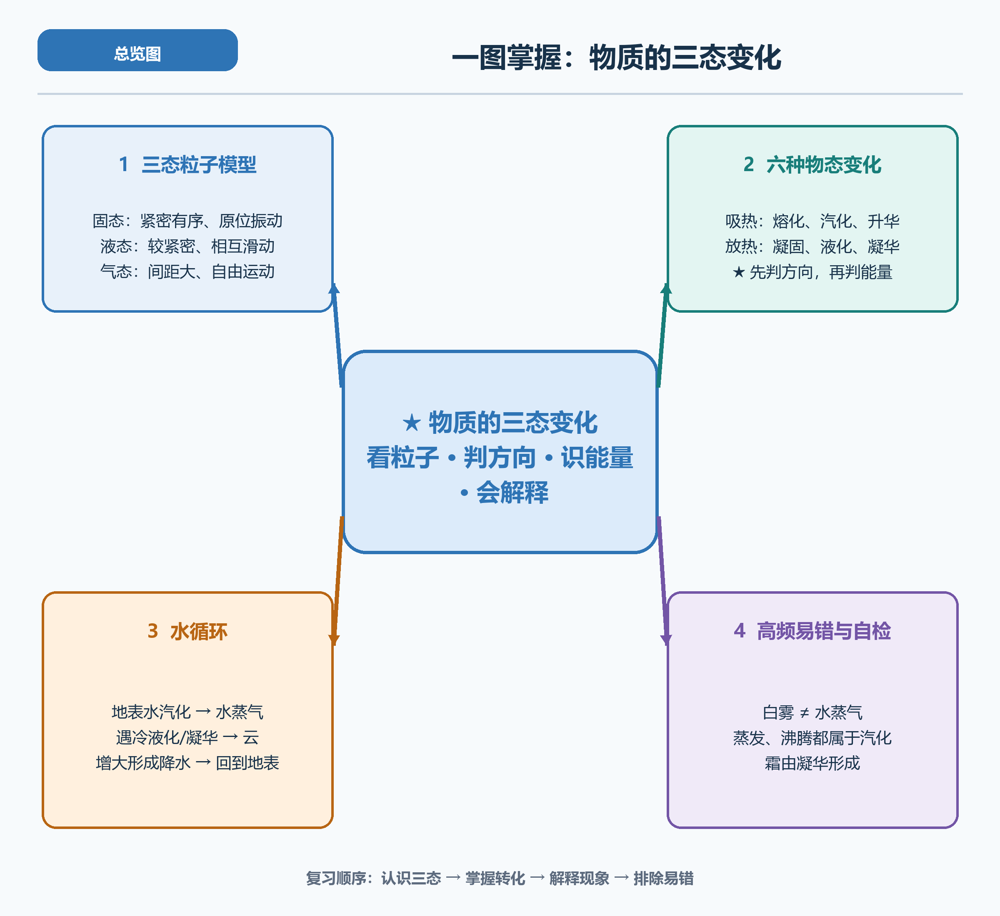 总览图
一图掌握：物质的三态变化
1 三态粒子模型
固态：紧密有序、原位振动
液态：较紧密、相互滑动
气态：间距大、自由运动
2 六种物态变化
吸热：熔化、汽化、升华
放热：凝固、液化、凝华
★ 先判方向，再判能量
★ 物质的三态变化
看粒子 • 判方向 • 识能量
• 会解释
3 水循环
地表水汽化 → 水蒸气
遇冷液化/凝华 → 云
增大形成降水 → 回到地表
4 高频易错与自检
白雾 ≠ 水蒸气
蒸发、沸腾都属于汽化
霜由凝华形成
复习顺序：认识三态 → 掌握转化 → 解释现象 → 排除易错